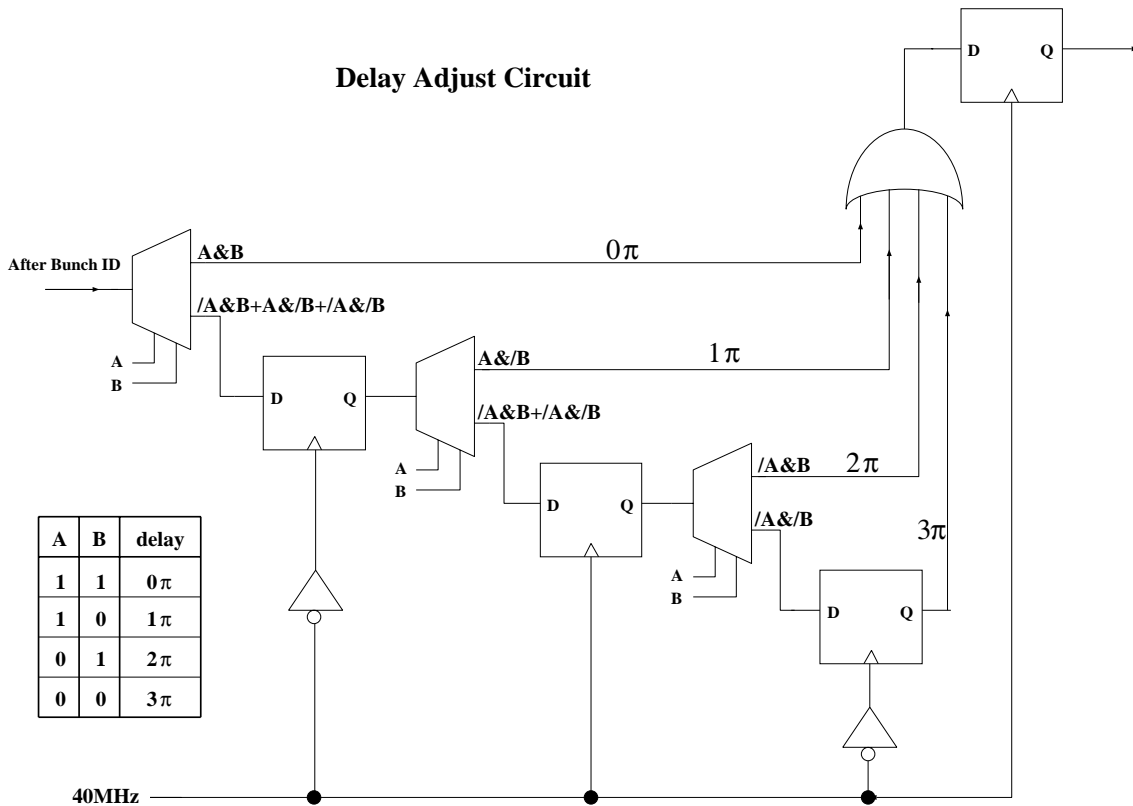 D Q
Delay Adjust Circuit
After Bunch ID
A&B
0π
/A&B+A&/B+/A&/B
A
B
D Q
A&/B
1π
/A&B+/A&/B
A
B
D Q
/A&B
2π
/A&/B
3π
A
B
D Q
A B delay
1 1 0π
1 0 1π
0 1 2π
0 0 3π
40MHz